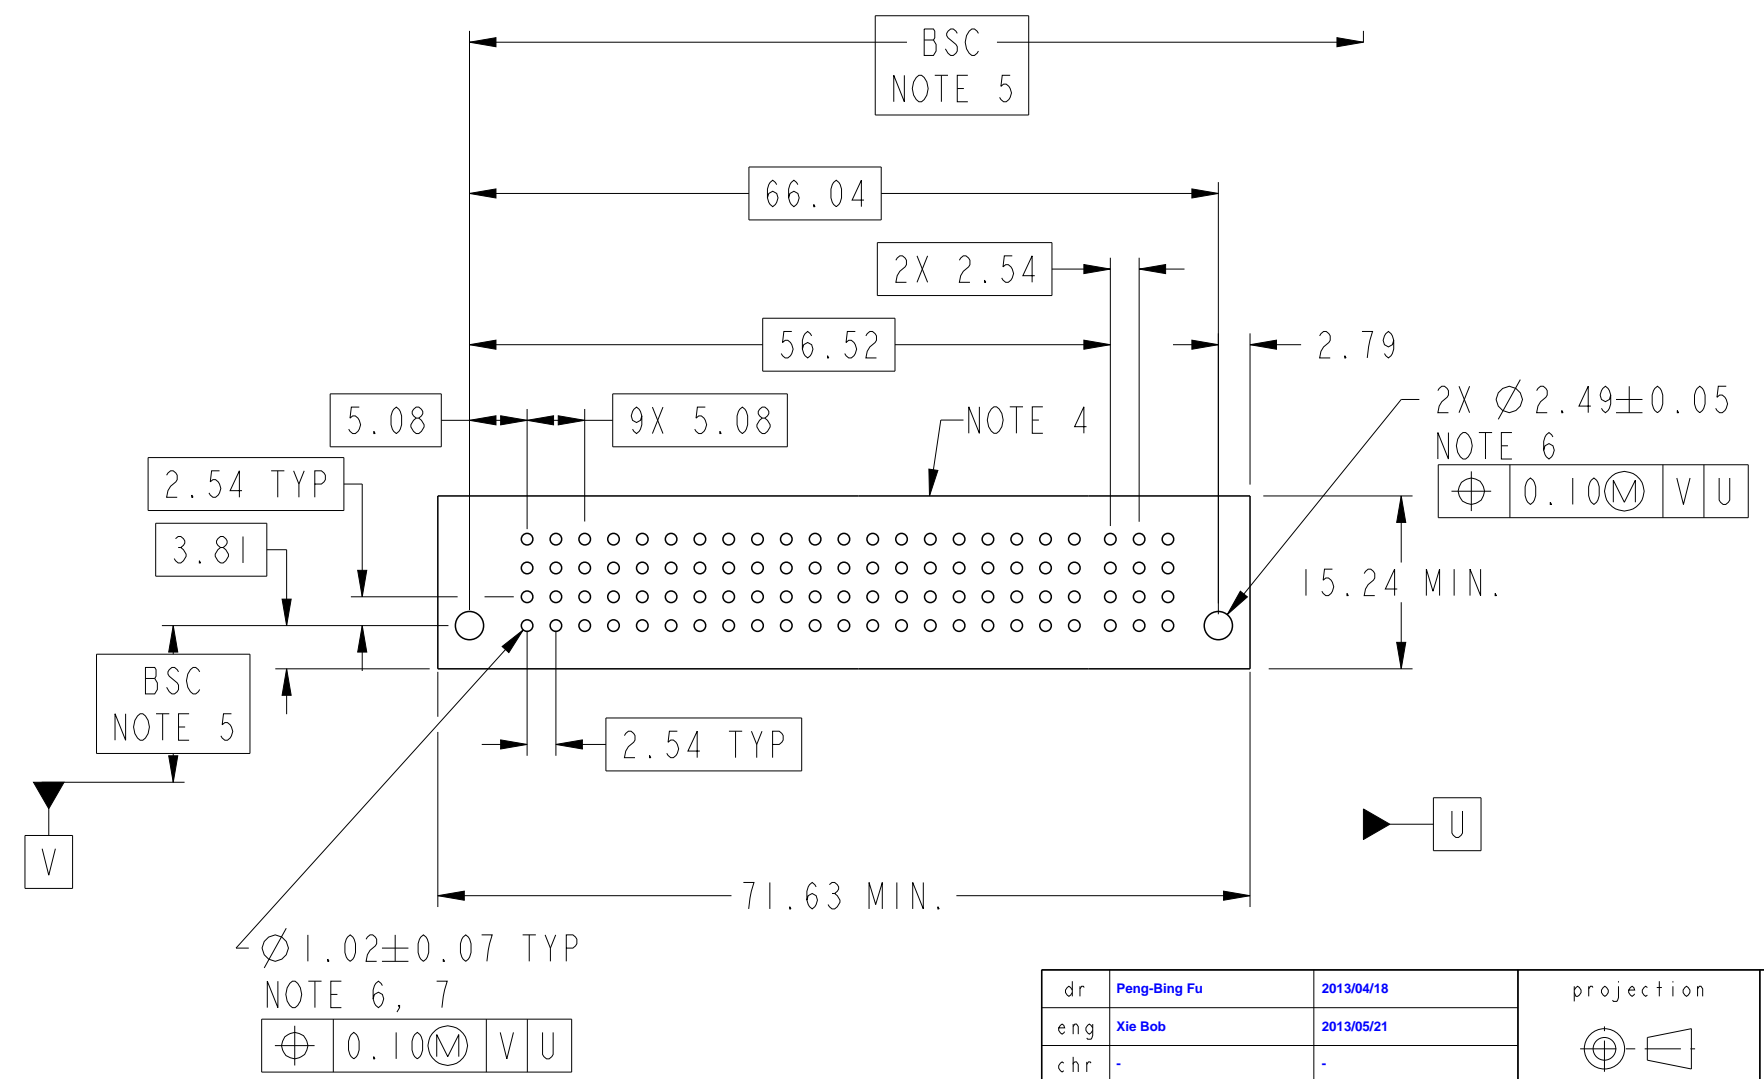 BSC
NOTE 5
66.04
2X 2.54
56.52
2.79
5.08
9X 5.08
NOTE 4
2X ⌀2.49±0.05
NOTE 6
⌖ 0.10Ⓜ V U
2.54 TYP
3.81
15.24 MIN.
BSC
NOTE 5
2.54 TYP
V
U
71.63 MIN.
⌀1.02±0.07 TYP
NOTE 6, 7
⌖ 0.10Ⓜ V U
dr Peng-Bing Fu 2013/04/18
projection
eng Xie Bob 2013/05/21
chr - -